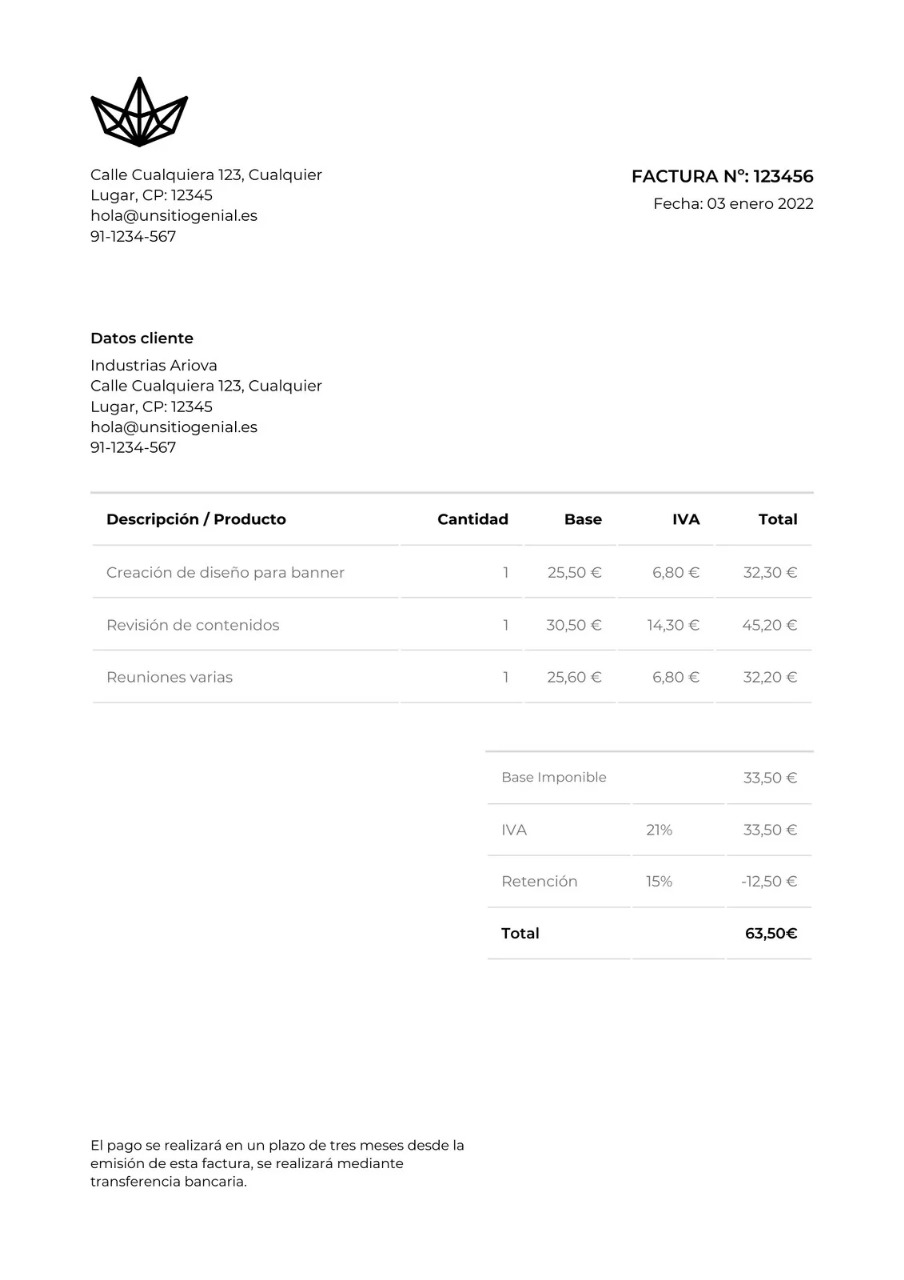 Calle Cualquiera 123, Cualquier
Lugar, CP: 12345
hola@unsitiogenial.es
91-1234-567
FACTURA Nº: 123456
Fecha: 03 enero 2022
Datos cliente
Industrias Ariova
Calle Cualquiera 123, Cualquier
Lugar, CP: 12345
hola@unsitiogenial.es
91-1234-567
Descripción / Producto Cantidad Base IVA Total
Creación de diseño para banner 1 25,50 € 6,80 € 32,30 €
Revisión de contenidos 1 30,50 € 14,30 € 45,20 €
Reuniones varias 1 25,60 € 6,80 € 32,20 €
Base Imponible 33,50 €
IVA 21% 33,50 €
Retención 15% -12,50 €
Total 63,50€
El pago se realizará en un plazo de tres meses desde la
emisión de esta factura, se realizará mediante
transferencia bancaria.